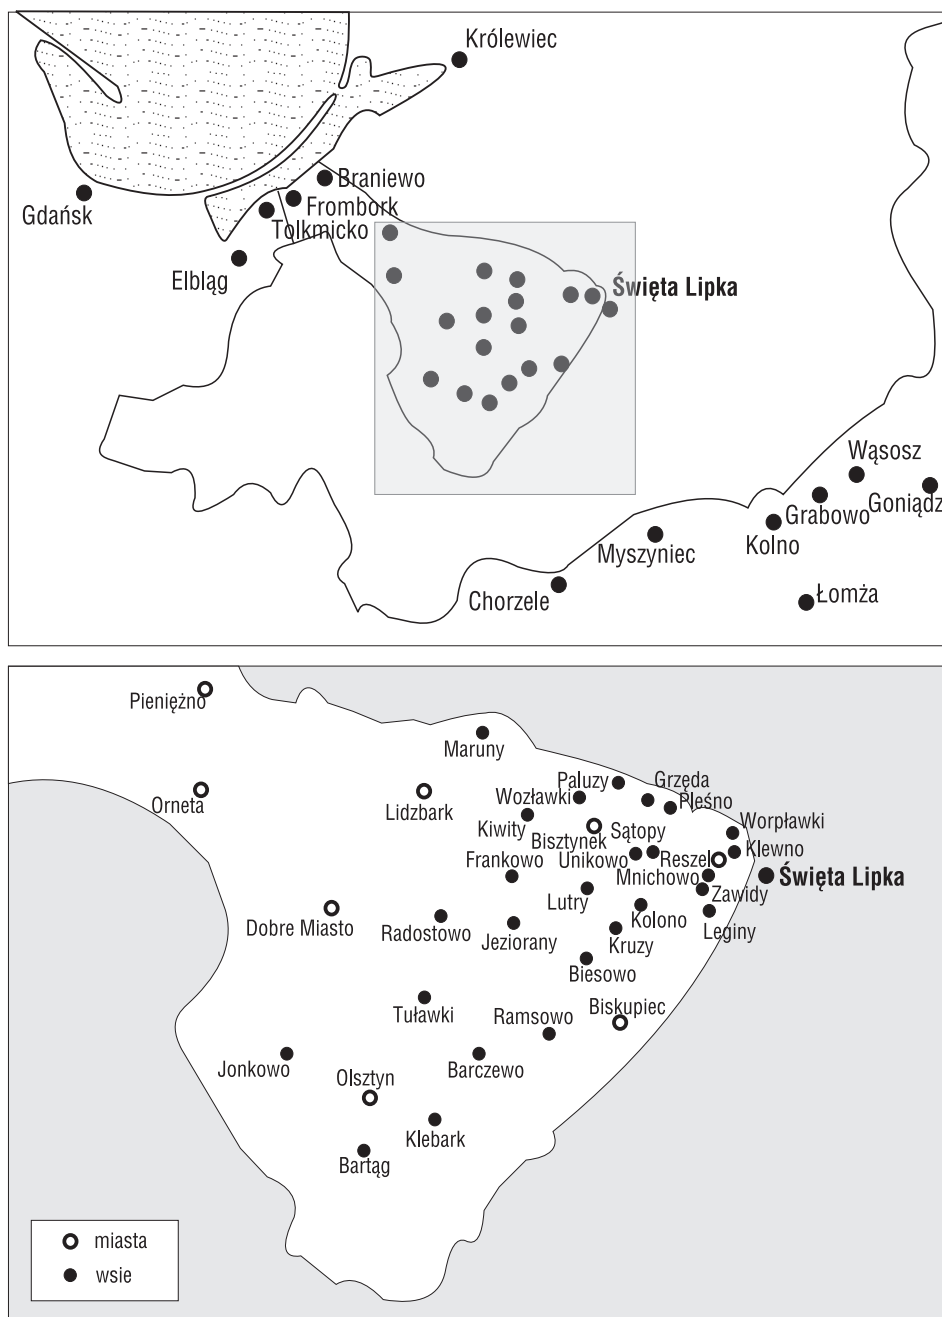 Królewiec
Braniewo
Gdańsk
Frombork
Tolkmicko
Elbląg
Święta Lipka
Wąsosz
Goniądz
Grabowo
Kolno
Myszyniec
Chorzele
Łomża
Pieniężno
Maruny
Orneta
Lidzbark
Paluzy
Grzęda
Wozławki
Pleśno
Kiwity
Bisztynek
Sątopy
Worpławki
Frankowo
Unikowo
Reszel
Klewno
Mnichowo
Święta Lipka
Lutry
Zawidy
Dobre Miasto
Radostowo
Jeziorany
Kolono
Leginy
Kruzy
Biesowo
Tuławki
Ramsowo
Biskupiec
Jonkowo
Olsztyn
Barczewo
Klebark
Bartąg
miasta
wsie